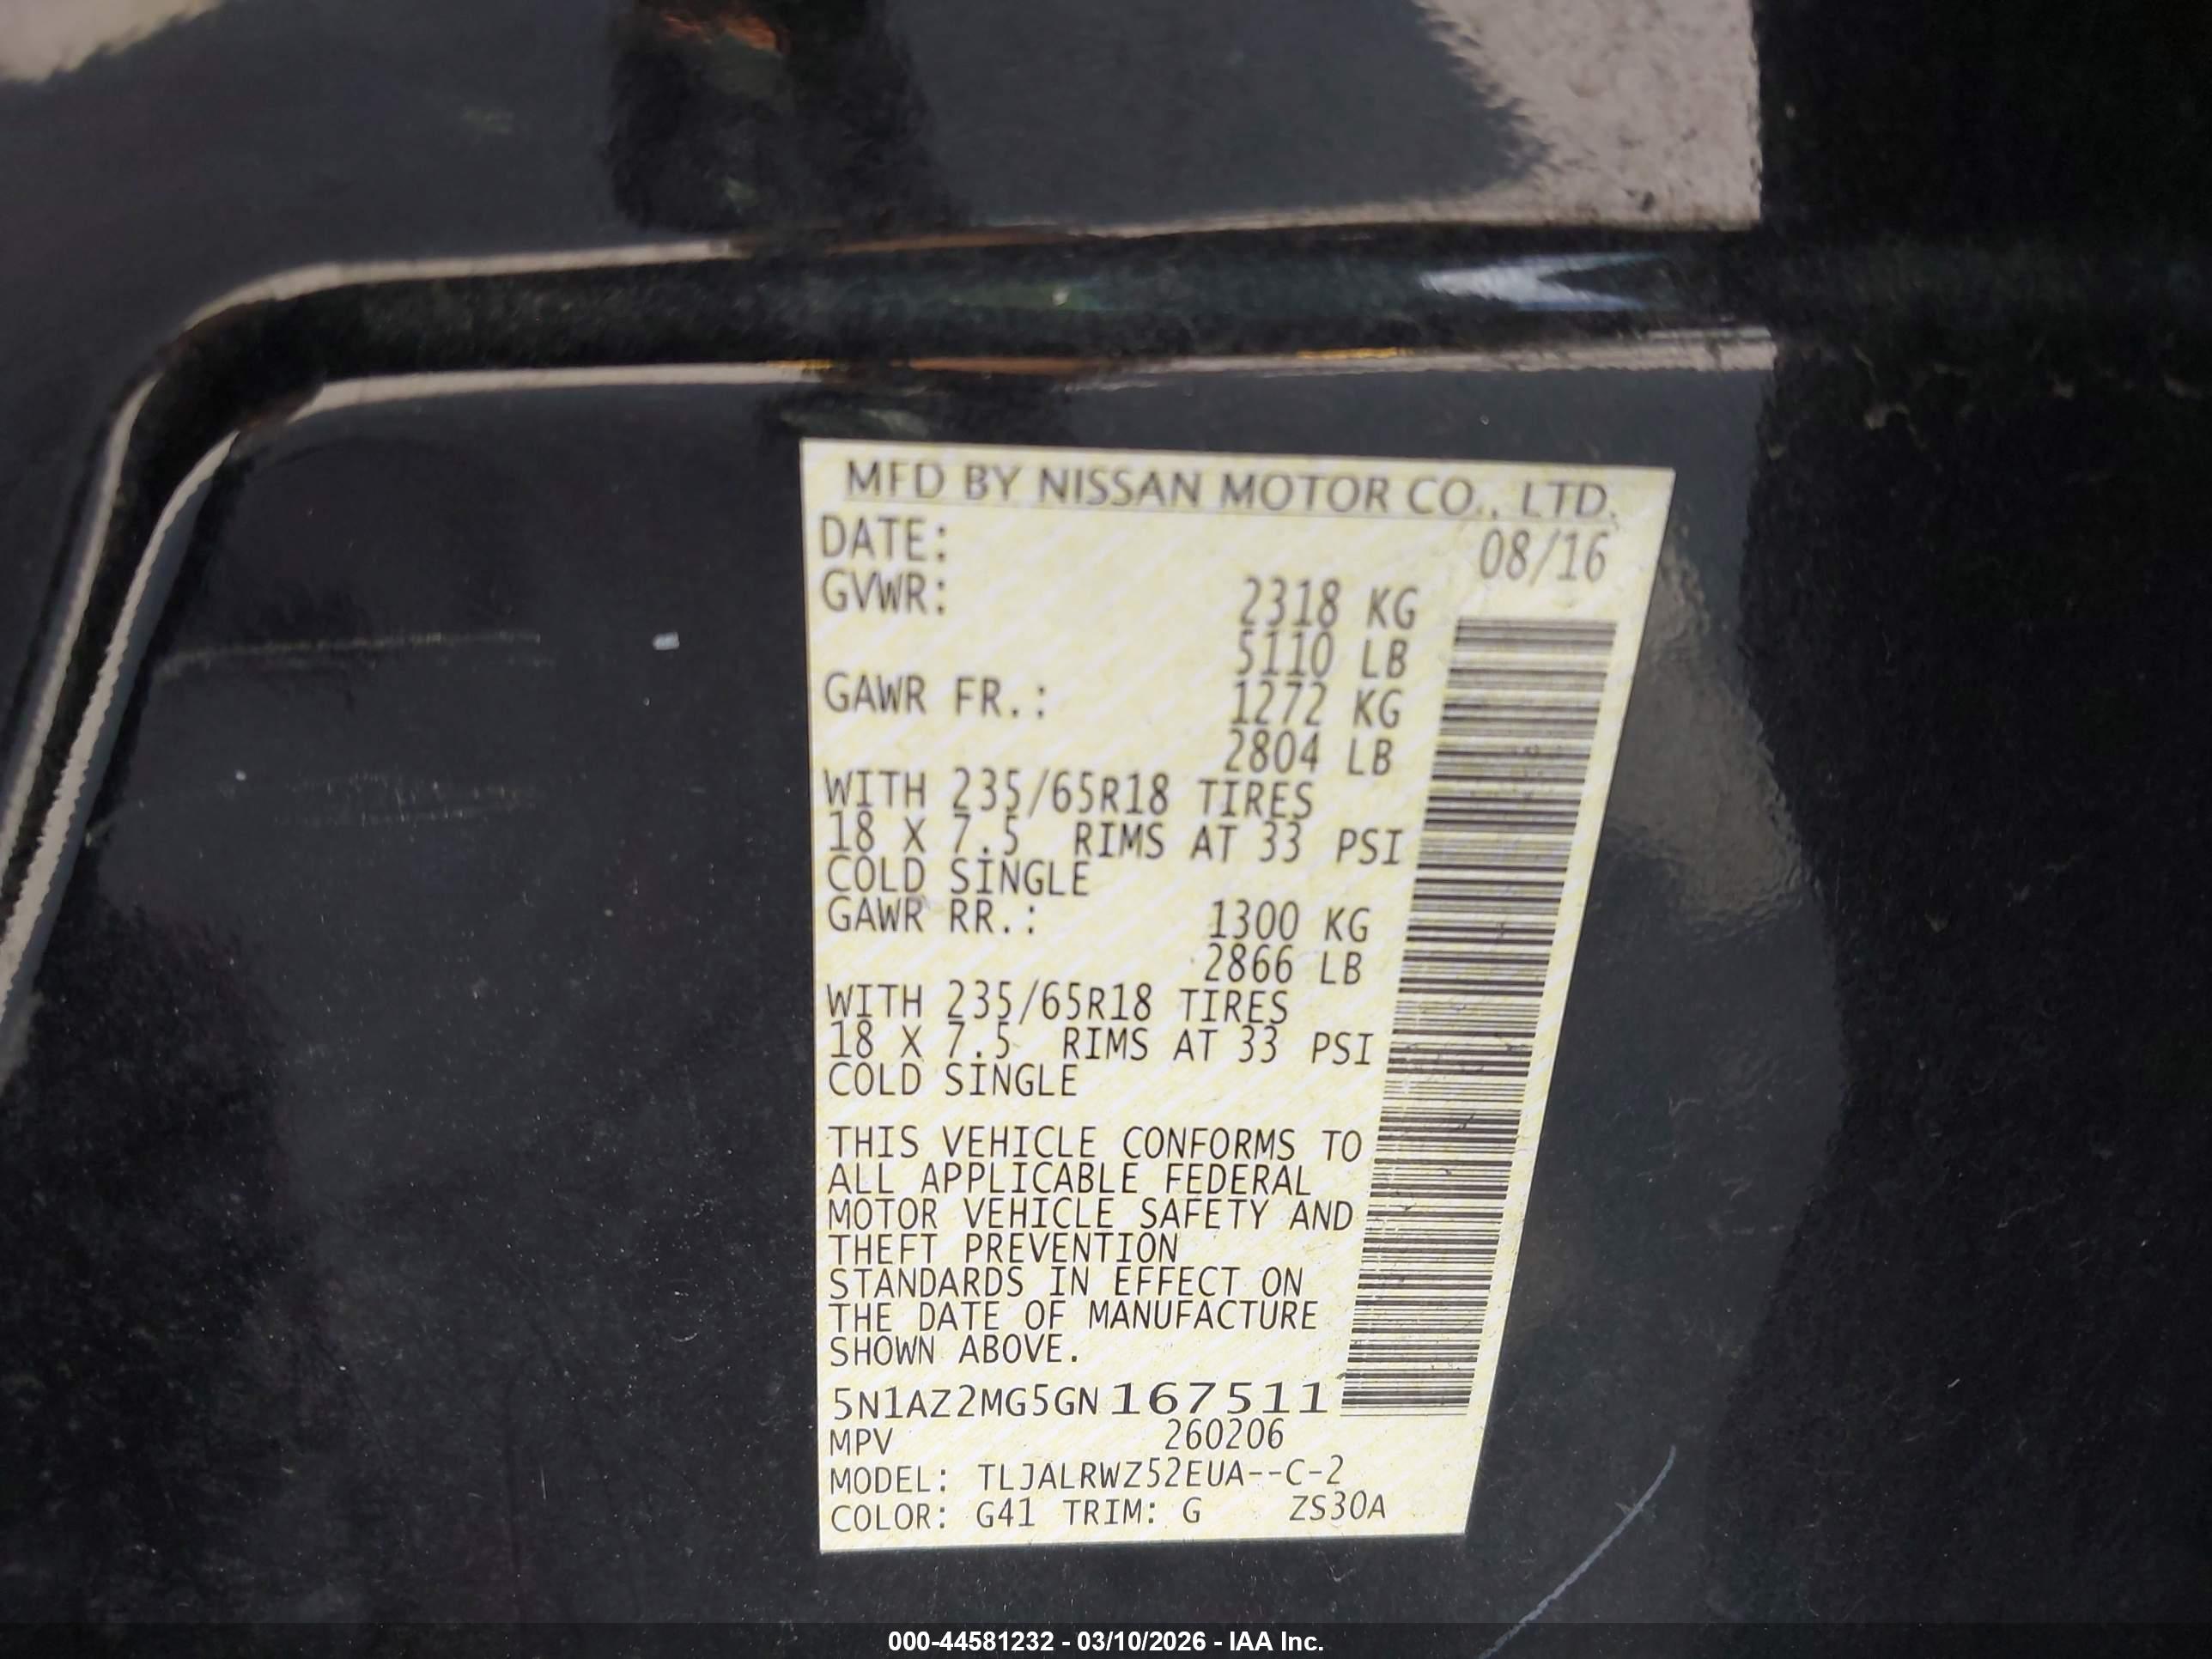 MFD BY NISSAN MOTOR CO., LTD.
DATE: 08/16
GVWR: 2318 KG
5110 LB
GAWR FR.: 1272 KG
2804 LB
WITH 235/65R18 TIRES
18 X 7.5 RIMS AT 33 PSI
COLD SINGLE
GAWR RR.: 1300 KG
2866 LB
WITH 235/65R18 TIRES
18 X 7.5 RIMS AT 33 PSI
COLD SINGLE
THIS VEHICLE CONFORMS TO
ALL APPLICABLE FEDERAL
MOTOR VEHICLE SAFETY AND
THEFT PREVENTION
STANDARDS IN EFFECT ON
THE DATE OF MANUFACTURE
SHOWN ABOVE.
5N1AZ2MG5GN167511
MPV 260206
MODEL: TLJALRWZ52EUA--C-2
COLOR: G41 TRIM: G ZS30A
000-44581232 - 03/10/2026 - IAA Inc.